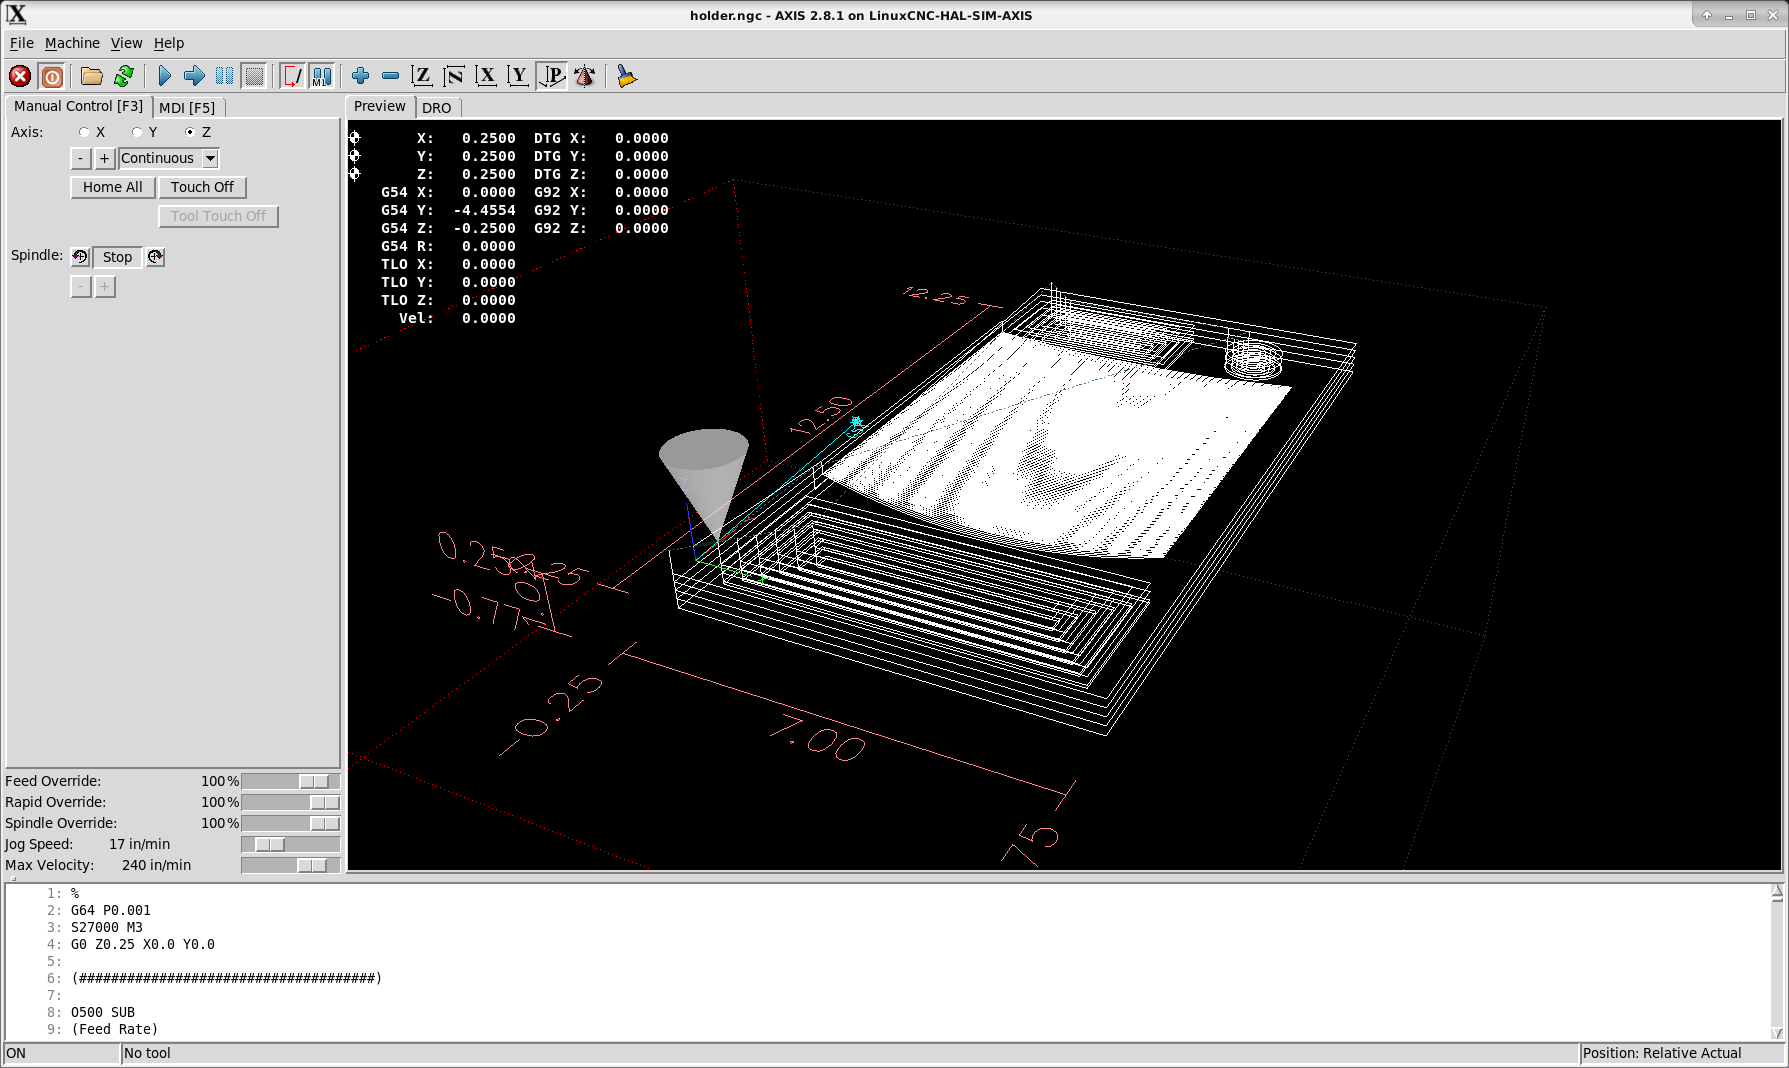 holder.ngc - AXIS 2.8.1 on LinuxCNC-HAL-SIM-AXIS
File Machine View Help
Z N X Y P
M1
Manual Control [F3] MDI [F5]
Preview DRO
Axis: X Y Z
- + Continuous
Home All Touch Off
Tool Touch Off
Spindle: Stop
- +
X: 0.2500 DTG X: 0.0000
Y: 0.2500 DTG Y: 0.0000
Z: 0.2500 DTG Z: 0.0000
G54 X: 0.0000 G92 X: 0.0000
G54 Y: -4.4554 G92 Y: 0.0000
G54 Z: -0.2500 G92 Z: 0.0000
G54 R: 0.0000
TLO X: 0.0000
TLO Y: 0.0000
TLO Z: 0.0000
Vel: 0.0000
12.25
12.50
0.25
-0.25
7.00
Feed Override: 100%
Rapid Override: 100%
Spindle Override: 100%
Jog Speed: 17 in/min
Max Velocity: 240 in/min
1: %
2: G64 P0.001
3: S27000 M3
4: G0 Z0.25 X0.0 Y0.0
5:
6: (#####################################)
7:
8: O500 SUB
9: (Feed Rate)
ON No tool Position: Relative Actual